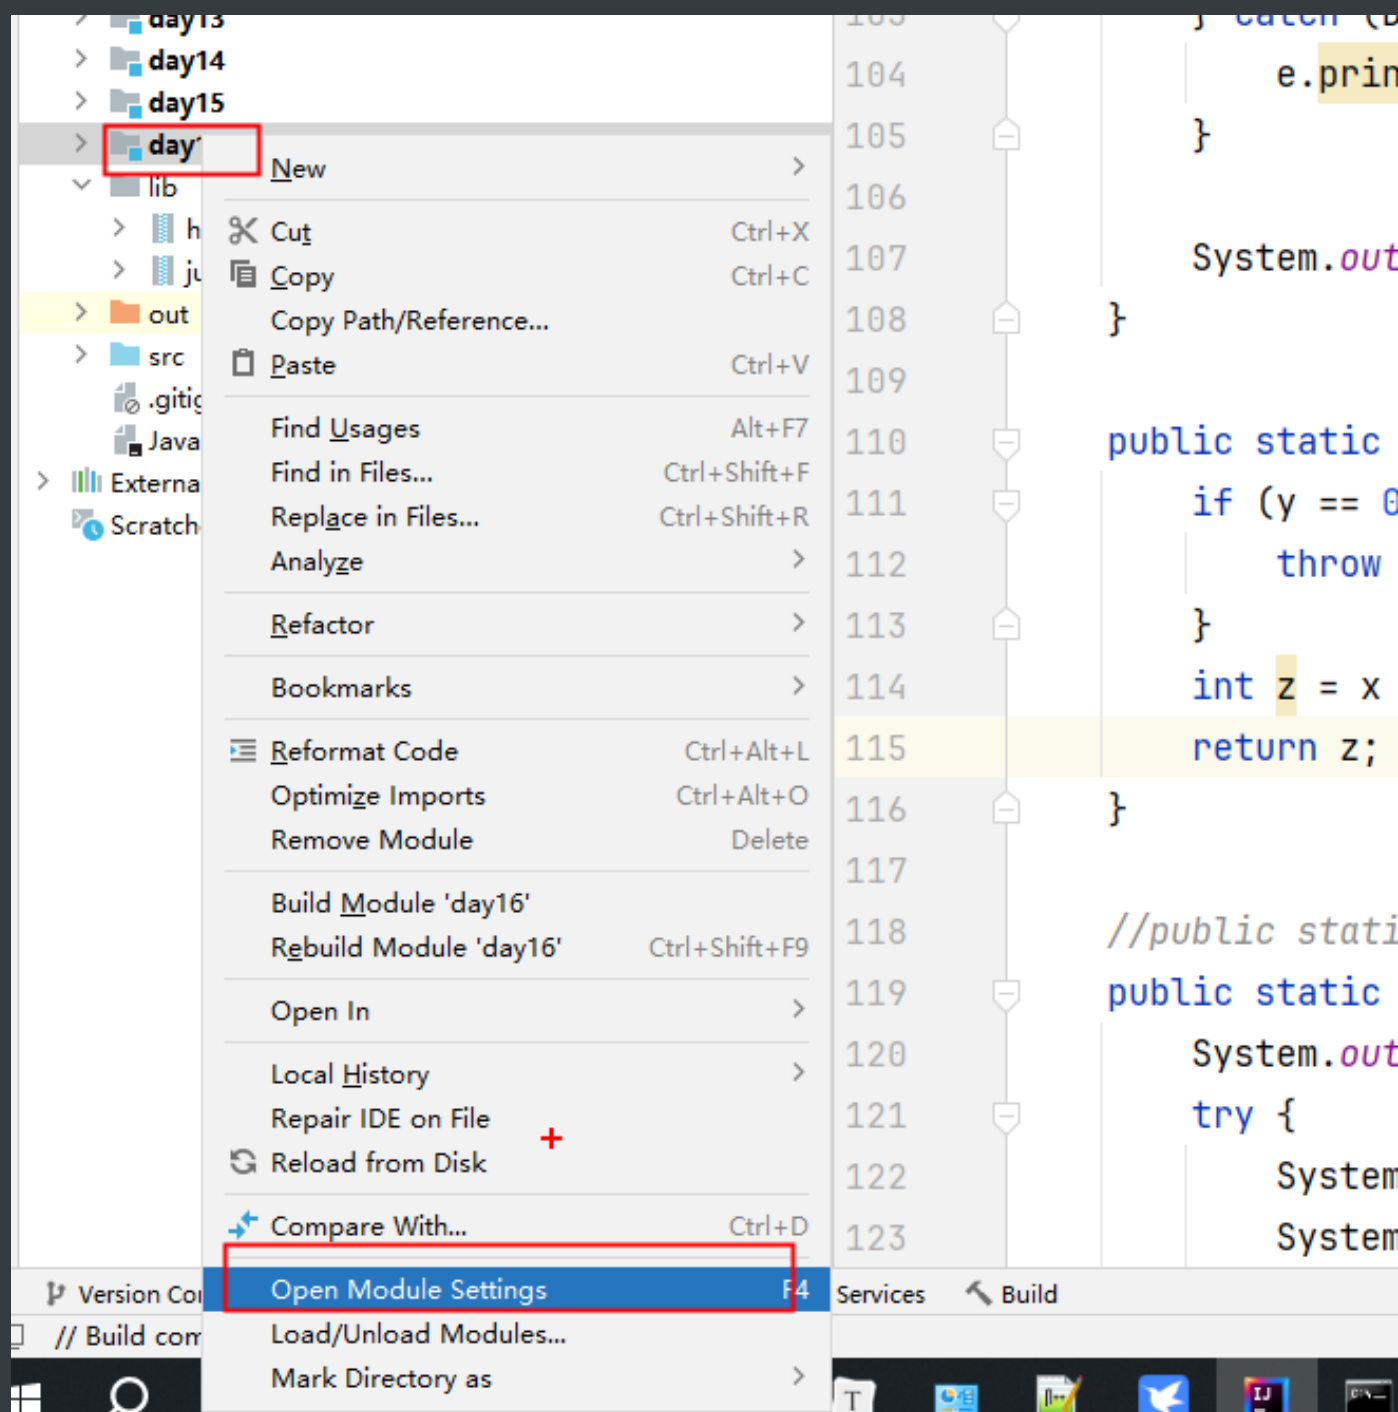 day13
day14
day15
day1
lib
h
ju
out
src
.gitig
Java
Externa
Scratch
New
Cut Ctrl+X
Copy Ctrl+C
Copy Path/Reference...
Paste Ctrl+V
Find Usages Alt+F7
Find in Files... Ctrl+Shift+F
Replace in Files... Ctrl+Shift+R
Analyze
Refactor
Bookmarks
Reformat Code Ctrl+Alt+L
Optimize Imports Ctrl+Alt+O
Remove Module Delete
Build Module 'day16'
Rebuild Module 'day16' Ctrl+Shift+F9
Open In
Local History
Repair IDE on File
Reload from Disk
Compare With... Ctrl+D
Open Module Settings F4
Load/Unload Modules...
Mark Directory as
103 } catch (
104 e.prin
105 }
106
107 System.out
108 }
109
110 public static
111 if (y == 0
112 throw
113 }
114 int z = x
115 return z;
116 }
117
118 //public stati
119 public static
120 System.out
121 try {
122 System
123 System
Version Co
Services
Build
// Build com
T
IJ